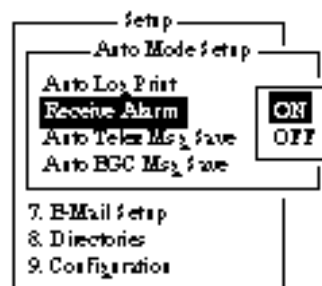 Setup
Auto Mode Setup
Auto Log Print
Receive Alarm
ON
Auto Telex Msg Save
OFF
Auto EGC Msg Save
7. E-Mail Setup
8. Directories
9. Configuration